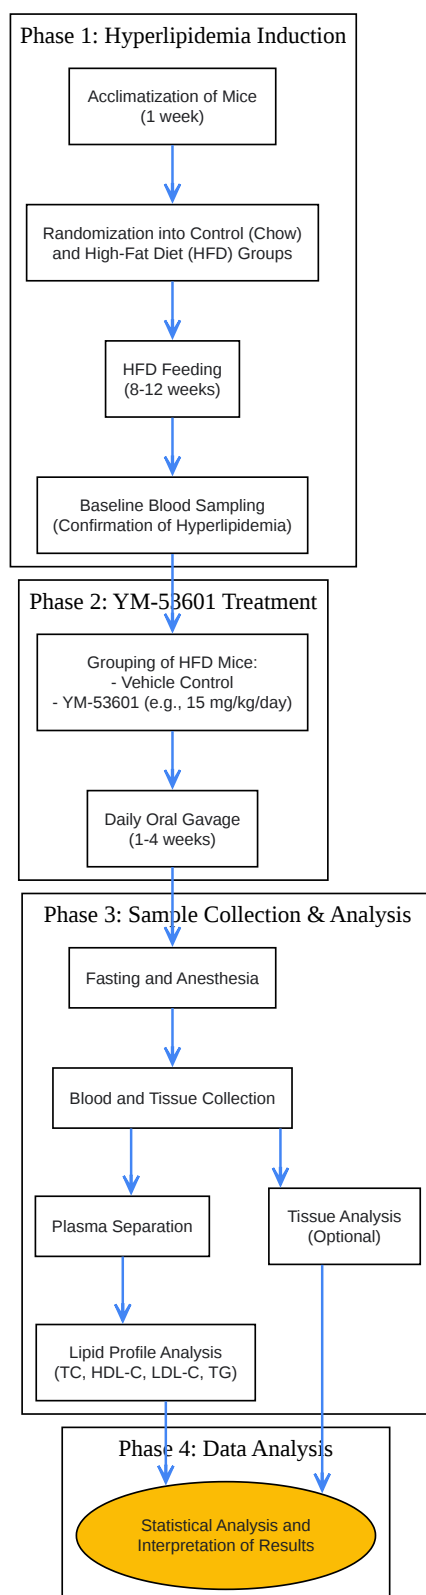 Phase 1: Hyperlipidemia Induction
Acclimatization of Mice
(1 week)
Randomization into Control (Chow)
and High-Fat Diet (HFD) Groups
HFD Feeding
(8-12 weeks)
Baseline Blood Sampling
(Confirmation of Hyperlipidemia)
Phase 2: YM-53601 Treatment
Grouping of HFD Mice:
- Vehicle Control
- YM-53601 (e.g., 15 mg/kg/day)
Daily Oral Gavage
(1-4 weeks)
Phase 3: Sample Collection & Analysis
Fasting and Anesthesia
Blood and Tissue Collection
Plasma Separation
Tissue Analysis
(Optional)
Lipid Profile Analysis
(TC, HDL-C, LDL-C, TG)
Phase 4: Data Analysis
Statistical Analysis and
Interpretation of Results